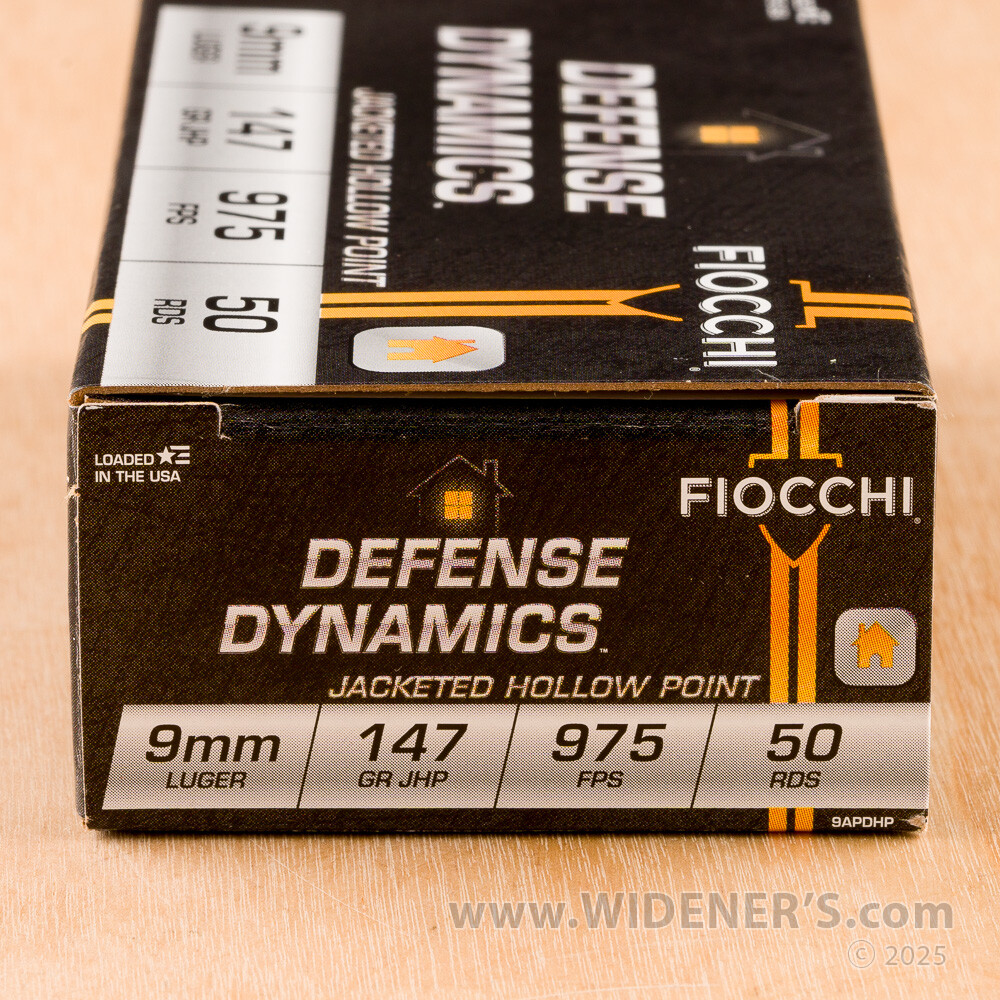 9mm
LUGER
147
GR JHP
975
FPS
50
RDS
JACKETED HOLLOW POINT
DEFENSE
DYNAMICS
FIOCCHI
LOADED
IN THE USA
FIOCCHI
DEFENSE
DYNAMICS™
JACKETED HOLLOW POINT
9mm 147 975 50
LUGER GR JHP FPS RDS
9APDHP
www.WIDENER'S.com
© 2025